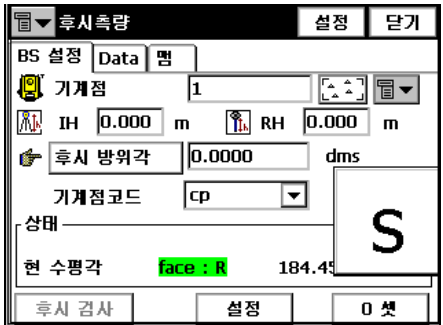 후시측량 설정 닫기
BS 설정 Data 맵
기계점 1
IH 0.000 m RH 0.000 m
후시 방위각 0.0000 dms
기계점코드 cp
S
상태
현 수평각 face : R 184.45
후시 검사 설정 0 셋